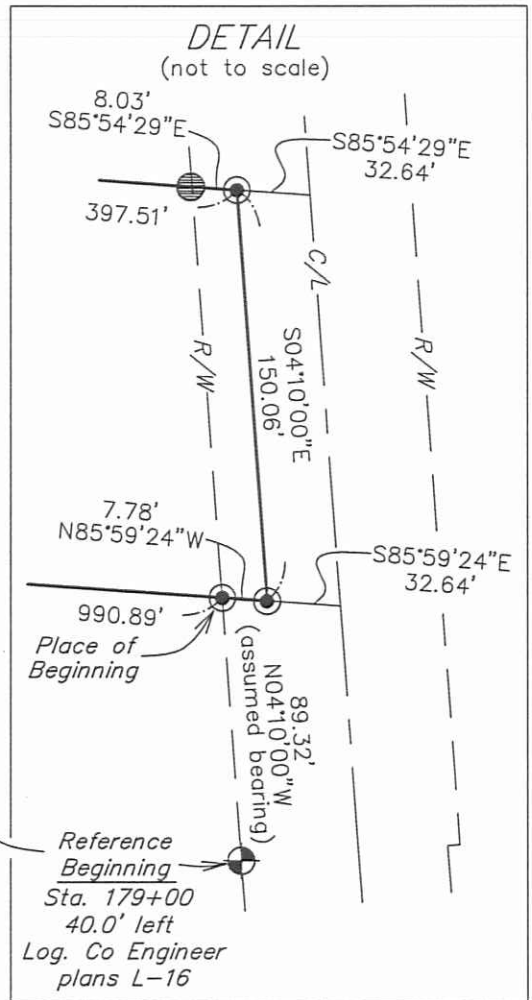 DETAIL
(not to scale)
8.03'
S85°54'29"E
S85°54'29"E
32.64'
397.51'
C/L
R/W
R/W
S04°10'00"E
150.06'
7.78'
N85°59'24"W
S85°59'24"E
32.64'
990.89'
Place of
Beginning
89.32'
N04°10'00"W
(assumed bearing)
Reference
Beginning
Sta. 179+00
40.0' left
Log. Co Engineer
plans L-16